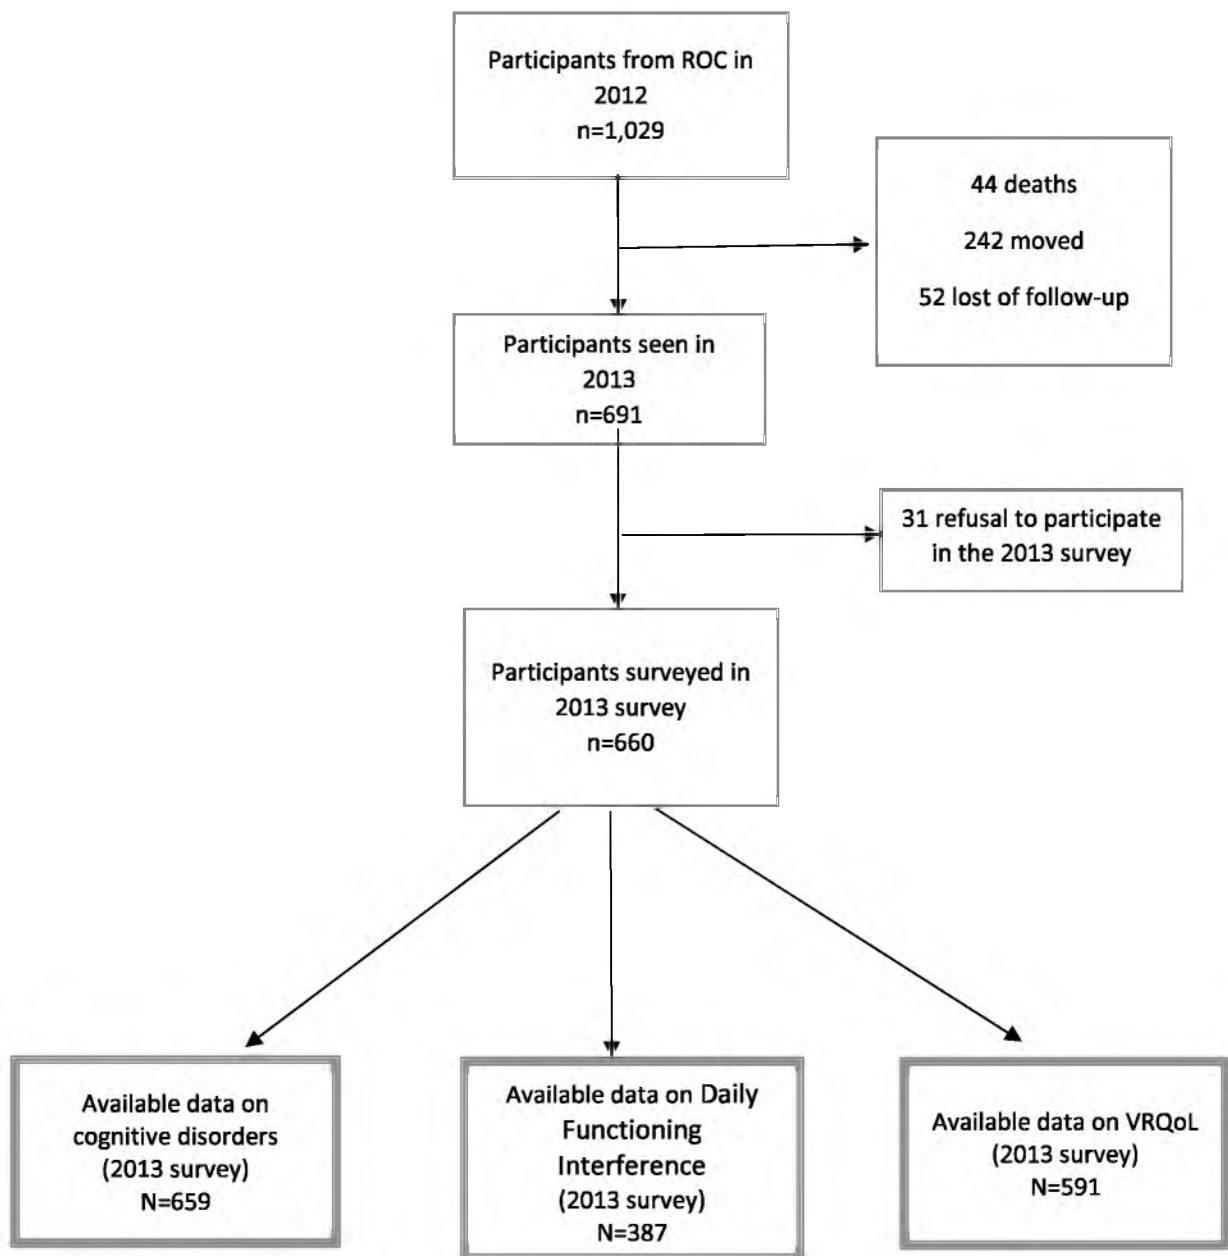 Participants from ROC in
2012
n=1,029
44 deaths
242 moved
52 lost of follow-up
Participants seen in
2013
n=691
31 refusal to participate
in the 2013 survey
Participants surveyed in
2013 survey
n=660
Available data on
cognitive disorders
(2013 survey)
N=659
Available data on Daily
Functioning
Interference
(2013 survey)
N=387
Available data on VRQoL
(2013 survey)
N=591